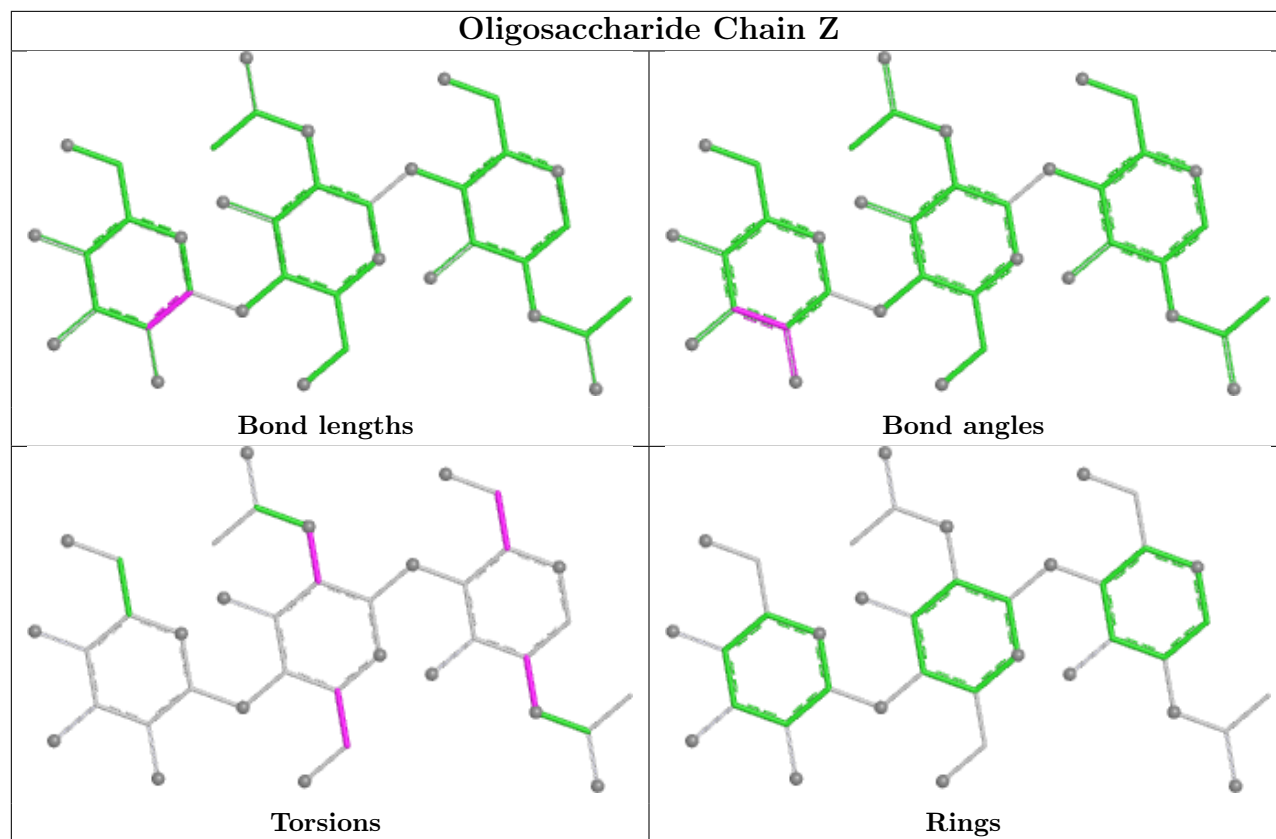 Oligosaccharide Chain Z
Bond lengths
Bond angles
Torsions
Rings